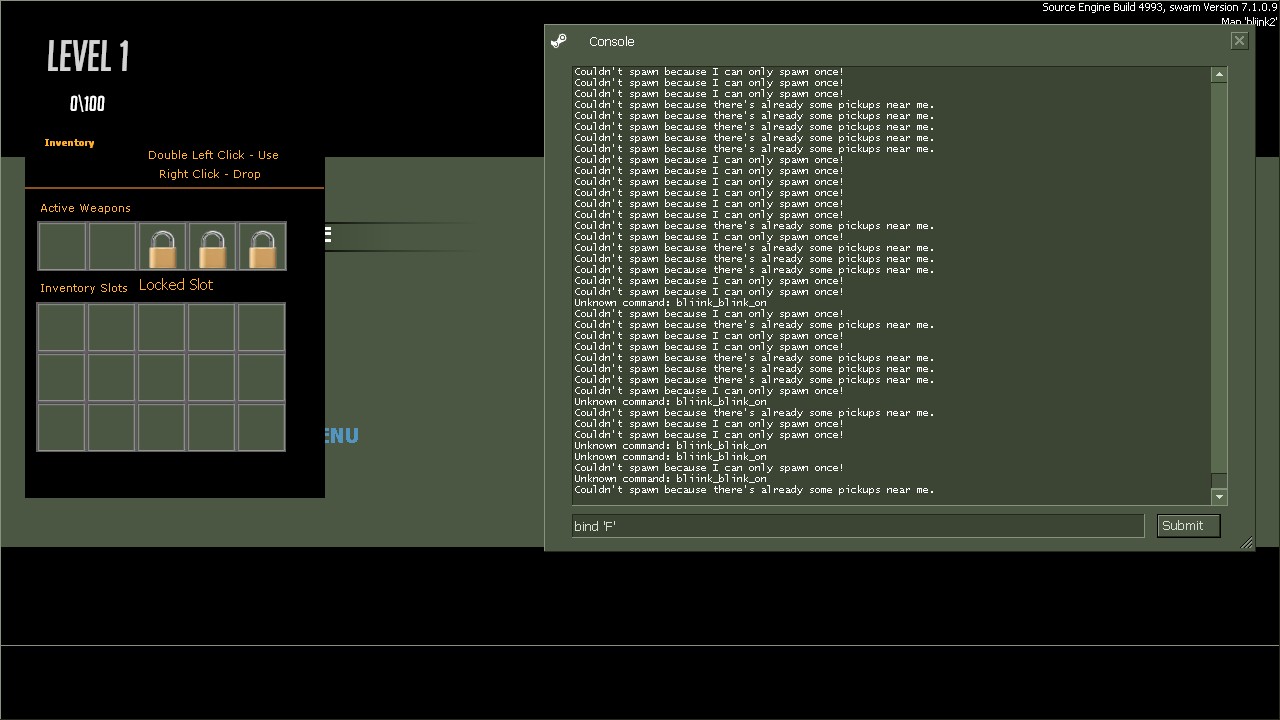 Source Engine Build 4993, swarm Version 7.1.0.9
Map 'bliink2'
LEVEL 1
0\100
Inventory
Double Left Click - Use
Right Click - Drop
Active Weapons
Inventory Slots
Locked Slot
E
ENU
Console
Couldn't spawn because I can only spawn once!
Couldn't spawn because I can only spawn once!
Couldn't spawn because I can only spawn once!
Couldn't spawn because there's already some pickups near me.
Couldn't spawn because there's already some pickups near me.
Couldn't spawn because there's already some pickups near me.
Couldn't spawn because there's already some pickups near me.
Couldn't spawn because there's already some pickups near me.
Couldn't spawn because I can only spawn once!
Couldn't spawn because I can only spawn once!
Couldn't spawn because I can only spawn once!
Couldn't spawn because I can only spawn once!
Couldn't spawn because I can only spawn once!
Couldn't spawn because I can only spawn once!
Couldn't spawn because there's already some pickups near me.
Couldn't spawn because I can only spawn once!
Couldn't spawn because there's already some pickups near me.
Couldn't spawn because there's already some pickups near me.
Couldn't spawn because there's already some pickups near me.
Couldn't spawn because I can only spawn once!
Couldn't spawn because I can only spawn once!
Unknown command: bliink_blink_on
Couldn't spawn because I can only spawn once!
Couldn't spawn because there's already some pickups near me.
Couldn't spawn because I can only spawn once!
Couldn't spawn because I can only spawn once!
Couldn't spawn because there's already some pickups near me.
Couldn't spawn because there's already some pickups near me.
Couldn't spawn because there's already some pickups near me.
Couldn't spawn because I can only spawn once!
Unknown command: bliink_blink_on
Couldn't spawn because there's already some pickups near me.
Couldn't spawn because I can only spawn once!
Couldn't spawn because I can only spawn once!
Unknown command: bliink_blink_on
Unknown command: bliink_blink_on
Couldn't spawn because I can only spawn once!
Unknown command: bliink_blink_on
Couldn't spawn because there's already some pickups near me.
bind 'F'
Submit